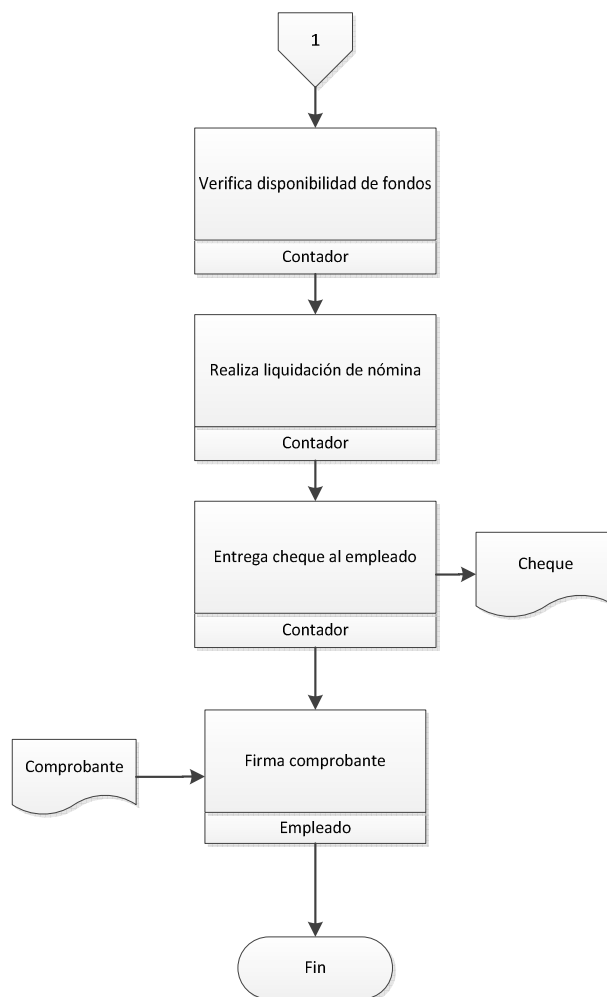 1
Verifica disponibilidad de fondos
Contador
Realiza liquidación de nómina
Contador
Entrega cheque al empleado
Cheque
Contador
Firma comprobante
Comprobante
Empleado
Fin